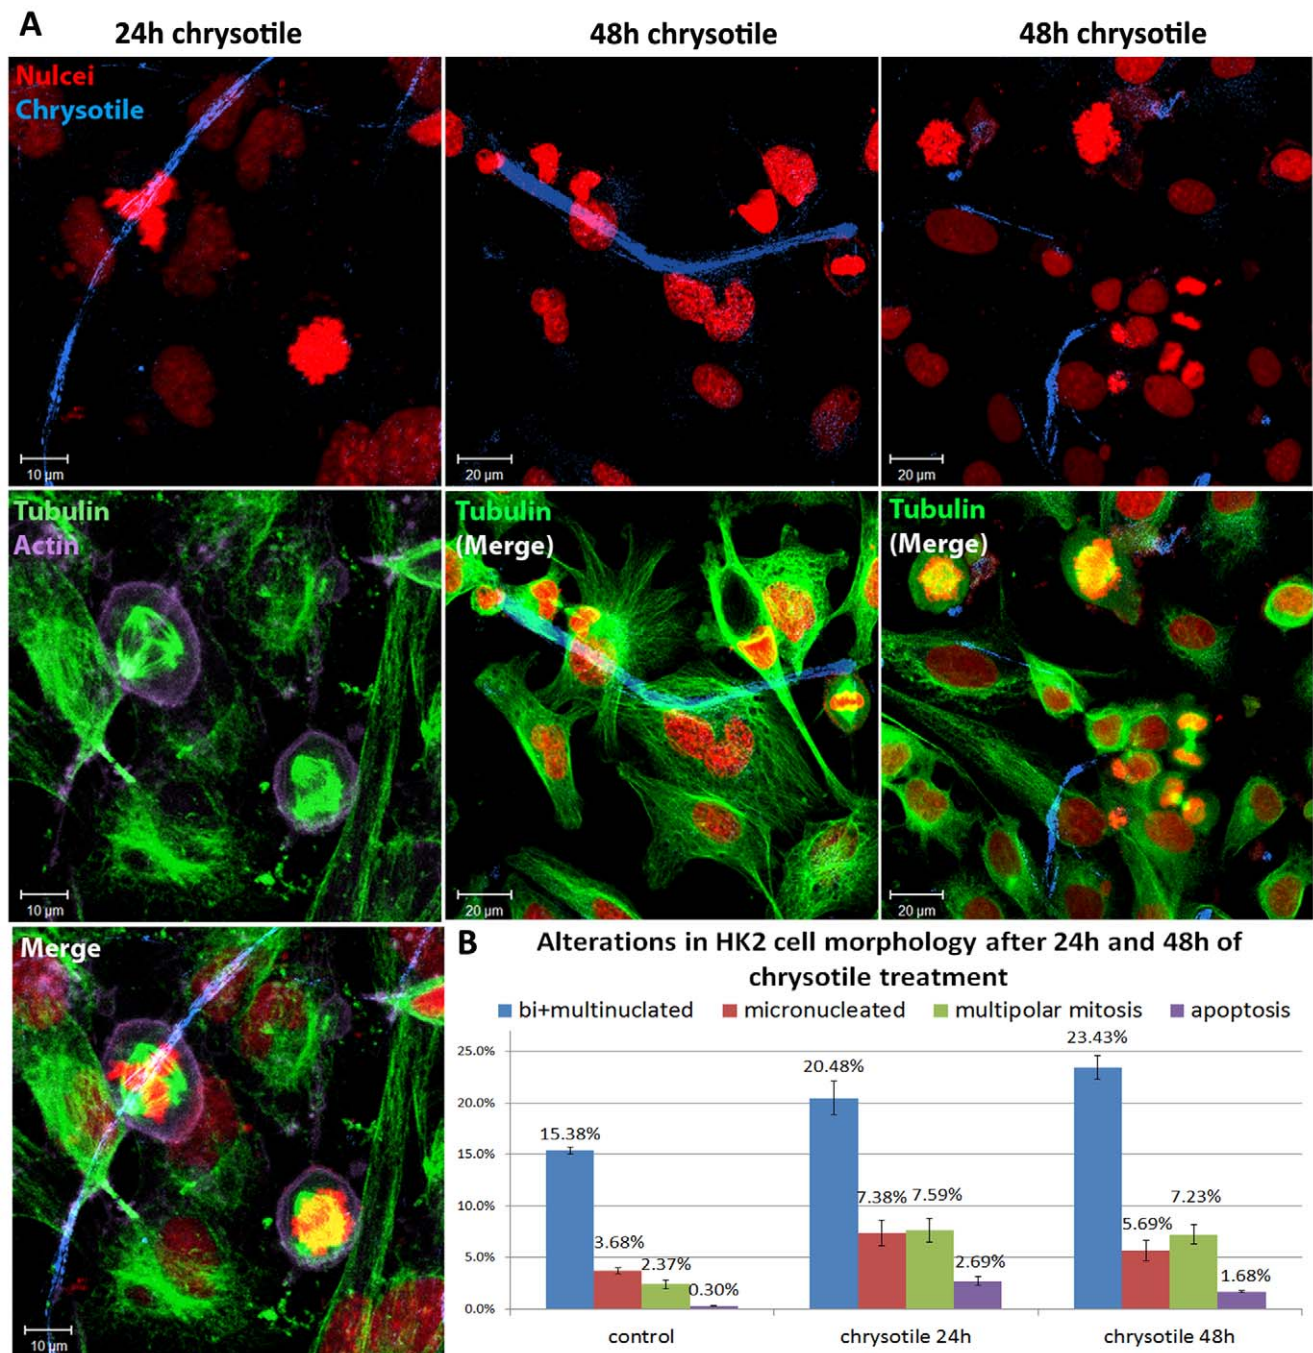 A
24h chrysotile
48h chrysotile
48h chrysotile
Nulcei
Chrysotile
10 µm
20 µm
20 µm
Tubulin
Actin
Tubulin
(Merge)
Tubulin
(Merge)
10 µm
20 µm
20 µm
Merge
10 µm
B
Alterations in HK2 cell morphology after 24h and 48h of
chrysotile treatment
bi+multinuclated micronucleated multipolar mitosis apoptosis
25.0%
20.0%
15.0%
10.0%
5.0%
0.0%
15.38%
3.68%
2.37%
0.30%
20.48%
7.38%
7.59%
2.69%
23.43%
5.69%
7.23%
1.68%
control
chrysotile 24h
chrysotile 48h